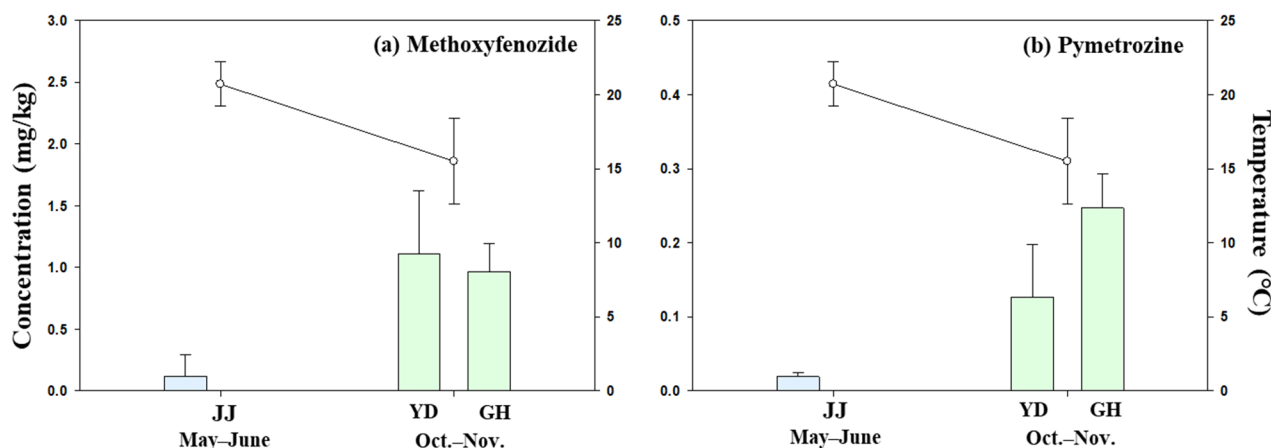 (a) Methoxyfenozide
Concentration (mg/kg)
3.0
2.5
2.0
1.5
1.0
0.5
0.0
25
20
15
10
5
0
JJ
YD
GH
May–June
Oct.–Nov.
(b) Pymetrozine
0.5
0.4
0.3
0.2
0.1
0.0
25
20
15
10
5
0
Temperature (°C)
JJ
YD
GH
May–June
Oct.–Nov.